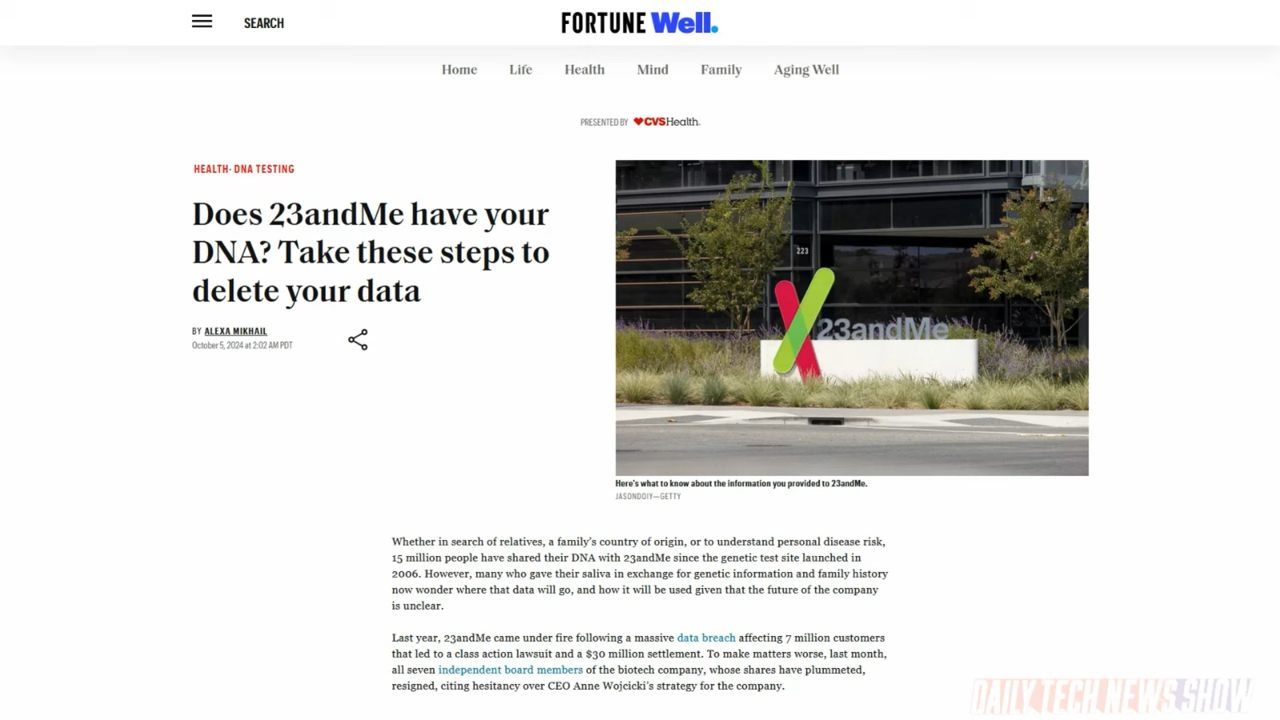 SEARCH
FORTUNE Well.
Home Life Health Mind Family Aging Well
PRESENTED BY CVSHealth.
HEALTH· DNA TESTING
Does 23andMe have your
DNA? Take these steps to
delete your data
BY ALEXA MIKHAIL
October 5, 2024 at 2:02 AM PDT
223
23andMe
Here's what to know about the information you provided to 23andMe.
JASONDOIY—GETTY
Whether in search of relatives, a family's country of origin, or to understand personal disease risk,
15 million people have shared their DNA with 23andMe since the genetic test site launched in
2006. However, many who gave their saliva in exchange for genetic information and family history
now wonder where that data will go, and how it will be used given that the future of the company
is unclear.
Last year, 23andMe came under fire following a massive data breach affecting 7 million customers
that led to a class action lawsuit and a $30 million settlement. To make matters worse, last month,
all seven independent board members of the biotech company, whose shares have plummeted,
resigned, citing hesitancy over CEO Anne Wojcicki's strategy for the company.
DAILY TECH NEWS SHOW